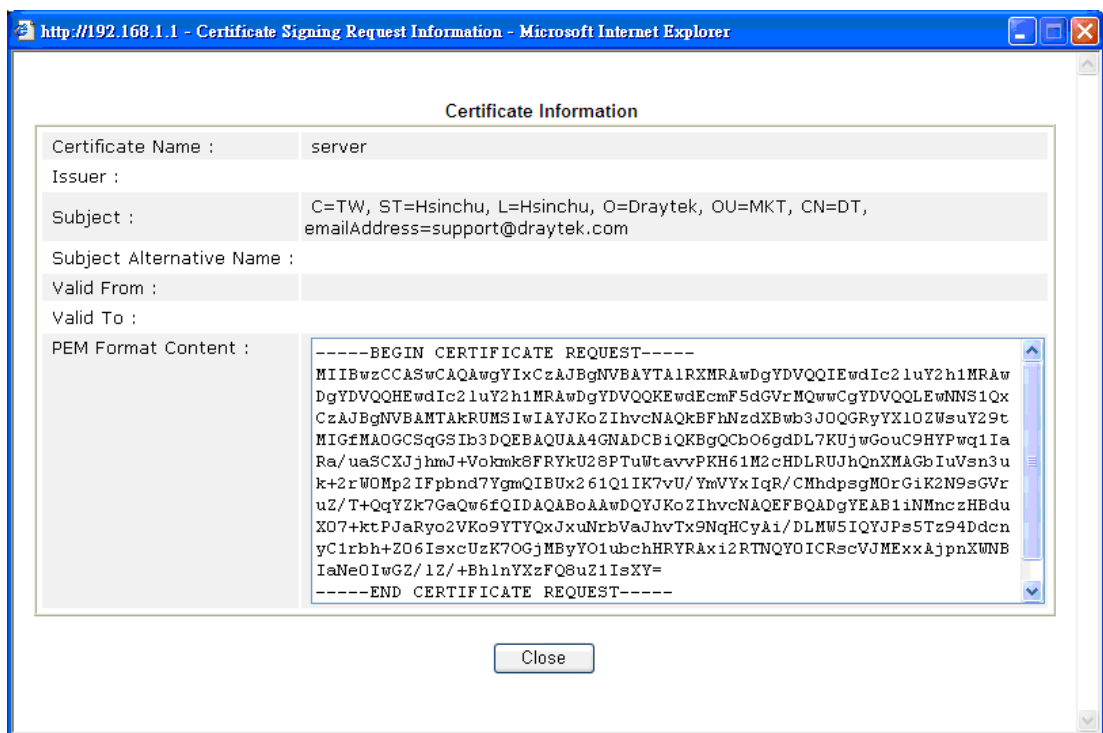 http://192.168.1.1 - Certificate Signing Request Information - Microsoft Internet Explorer
Certificate Information
Certificate Name : server
Issuer :
Subject : C=TW, ST=Hsinchu, L=Hsinchu, O=Draytek, OU=MKT, CN=DT,
emailAddress=support@draytek.com
Subject Alternative Name :
Valid From :
Valid To :
PEM Format Content :
-----BEGIN CERTIFICATE REQUEST-----
MIIBwzCCASwCAQAwgYIxCzAJBgNVBAYTAlRXMRAwDgYDVQQIEwdIc2luY2h1MRAw
DgYDVQQHEwdIc2luY2h1MRAwDgYDVQQKEwdEcmF5dGVrMQwwCgYDVQQLEwNNS1Qx
CzAJBgNVBAMTAkRUMSIwIAYJKoZIhvcNAQkBFhNzdXBwb3J0QGRyYXl0ZWsuY29t
MIGfMA0GCSqGSIb3DQEBAQUAA4GNADCBiQKBgQCbO6gdDL7KUjwGouC9HYPwq1Ia
Ra/uaSCXJjhmJ+Vokmk8FRYkU28PTuWtavvPKH61M2cHDLRUJhQnXMAGbIuVsn3u
k+2rWOMp2IFpbnd7YgmQIBUx261Q1IK7vU/YmVYxIqR/CMhdpsgM0rGiK2N9sGVr
uZ/T+QqYZk7GaQw6fQIDAQABoAAwDQYJKoZIhvcNAQEFBQADgYEAB1iNMnczHBdu
X07+ktPJaRyo2VKo9YTYQxJxuNrbVaJhvTx9NqHCyAi/DLMW5IQYJPs5Tz94Ddcn
yC1rbh+Z06IsxcUzK7OGjMByYO1ubchHRYRAxi2RTNQY0ICRscVJMExxAjpnXWNB
IaNe0IwGZ/1Z/+Bh1nYXzFQ8uZ1IsXY=
-----END CERTIFICATE REQUEST-----
Close